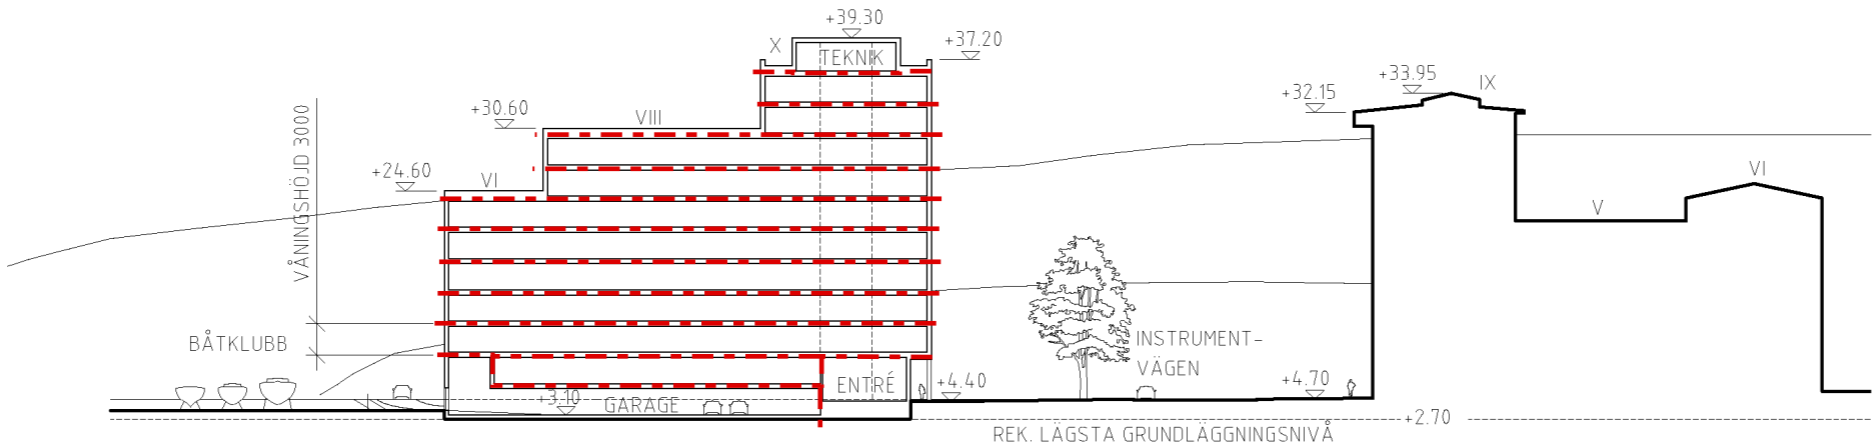 +39.30
X
TEKNIK
+37.20
+33.95
IX
+32.15
+30.60
VIII
VÅNINGSHÖJD 3000
+24.60
VI
VI
V
BÅTKLUBB
INSTRUMENT-
VÄGEN
ENTRÉ
+4.40
+4.70
+3.10
GARAGE
+2.70
REK. LÄGSTA GRUNDLÄGGNINGSNIVÅ